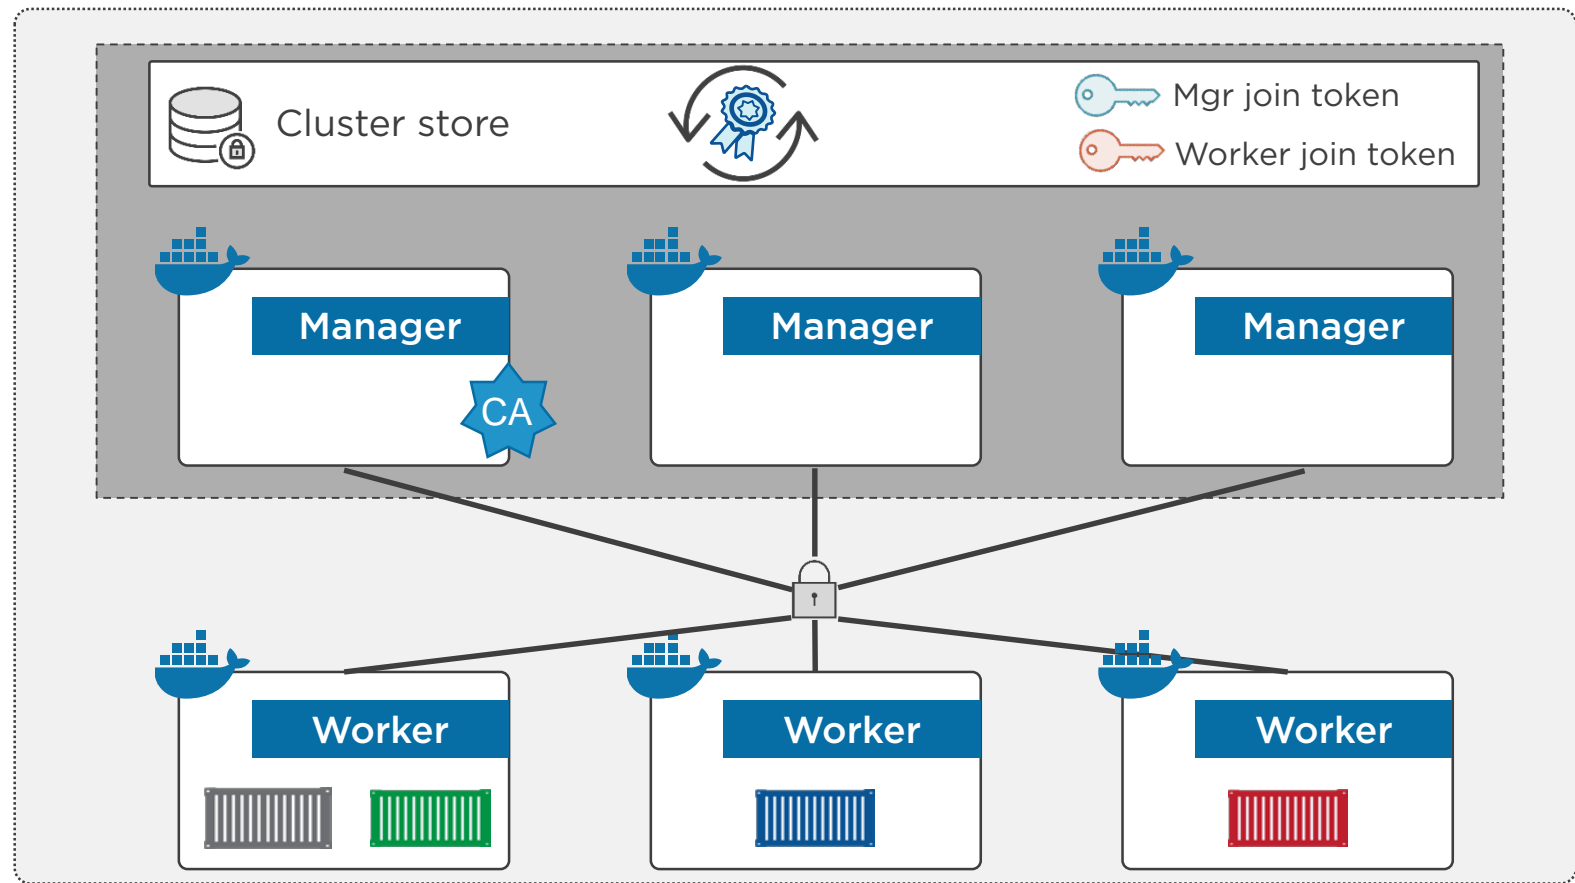 Cluster store
Mgr join token
Worker join token
Manager
Manager
Manager
CA
Worker
Worker
Worker